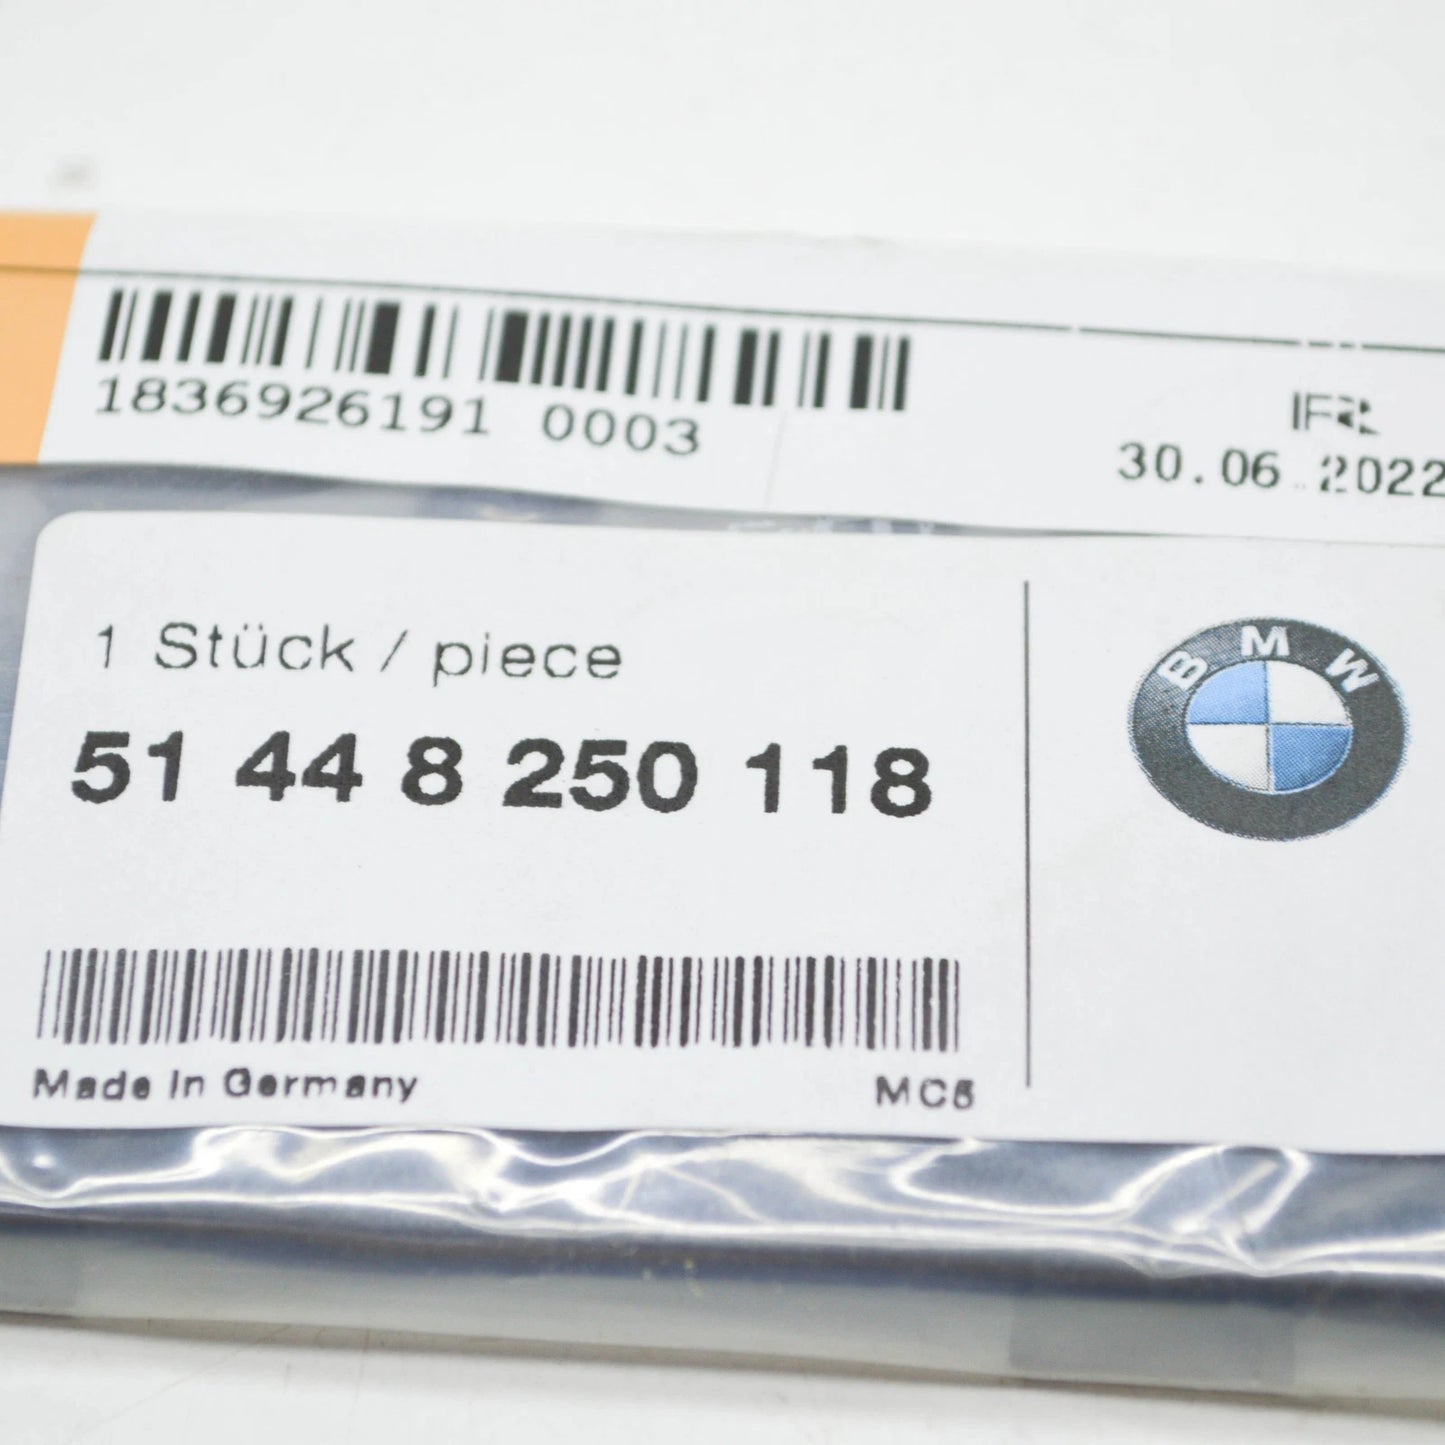 1836926191 0003
30.06.2022
1 Stück / piece
51 44 8 250 118
BMW
Made In Germany
MC5